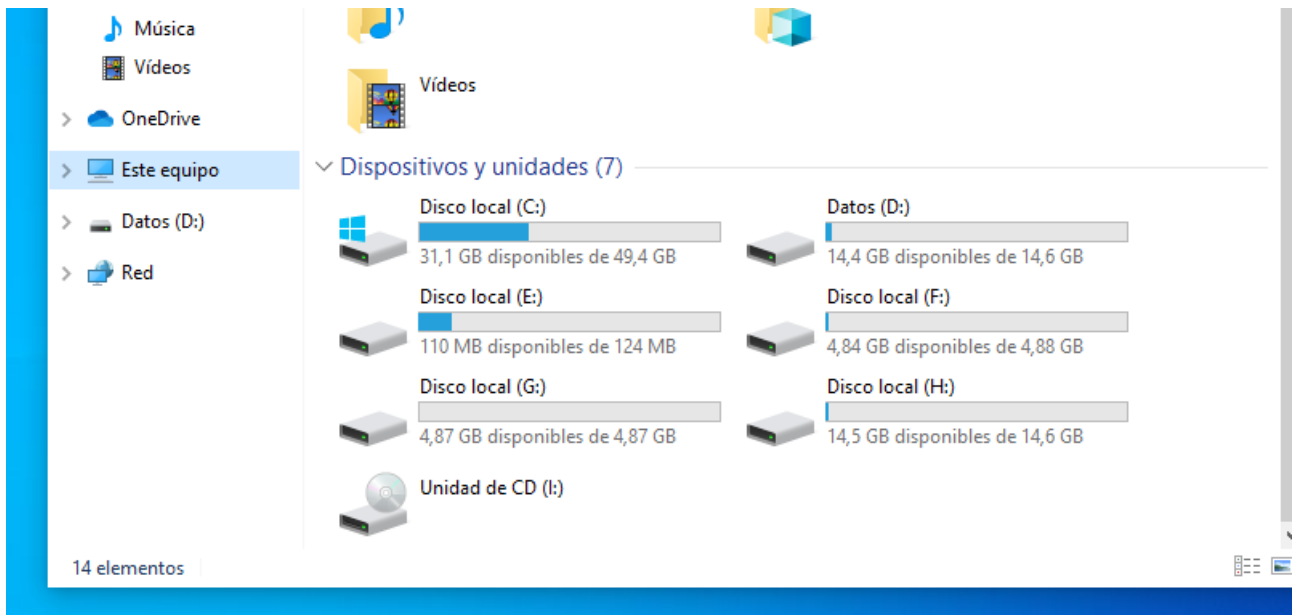 Música
Vídeos
OneDrive
Este equipo
Datos (D:)
Red
Vídeos
Dispositivos y unidades (7)
Disco local (C:)
31,1 GB disponibles de 49,4 GB
Datos (D:)
14,4 GB disponibles de 14,6 GB
Disco local (E:)
110 MB disponibles de 124 MB
Disco local (F:)
4,84 GB disponibles de 4,88 GB
Disco local (G:)
4,87 GB disponibles de 4,87 GB
Disco local (H:)
14,5 GB disponibles de 14,6 GB
Unidad de CD (I:)
14 elementos